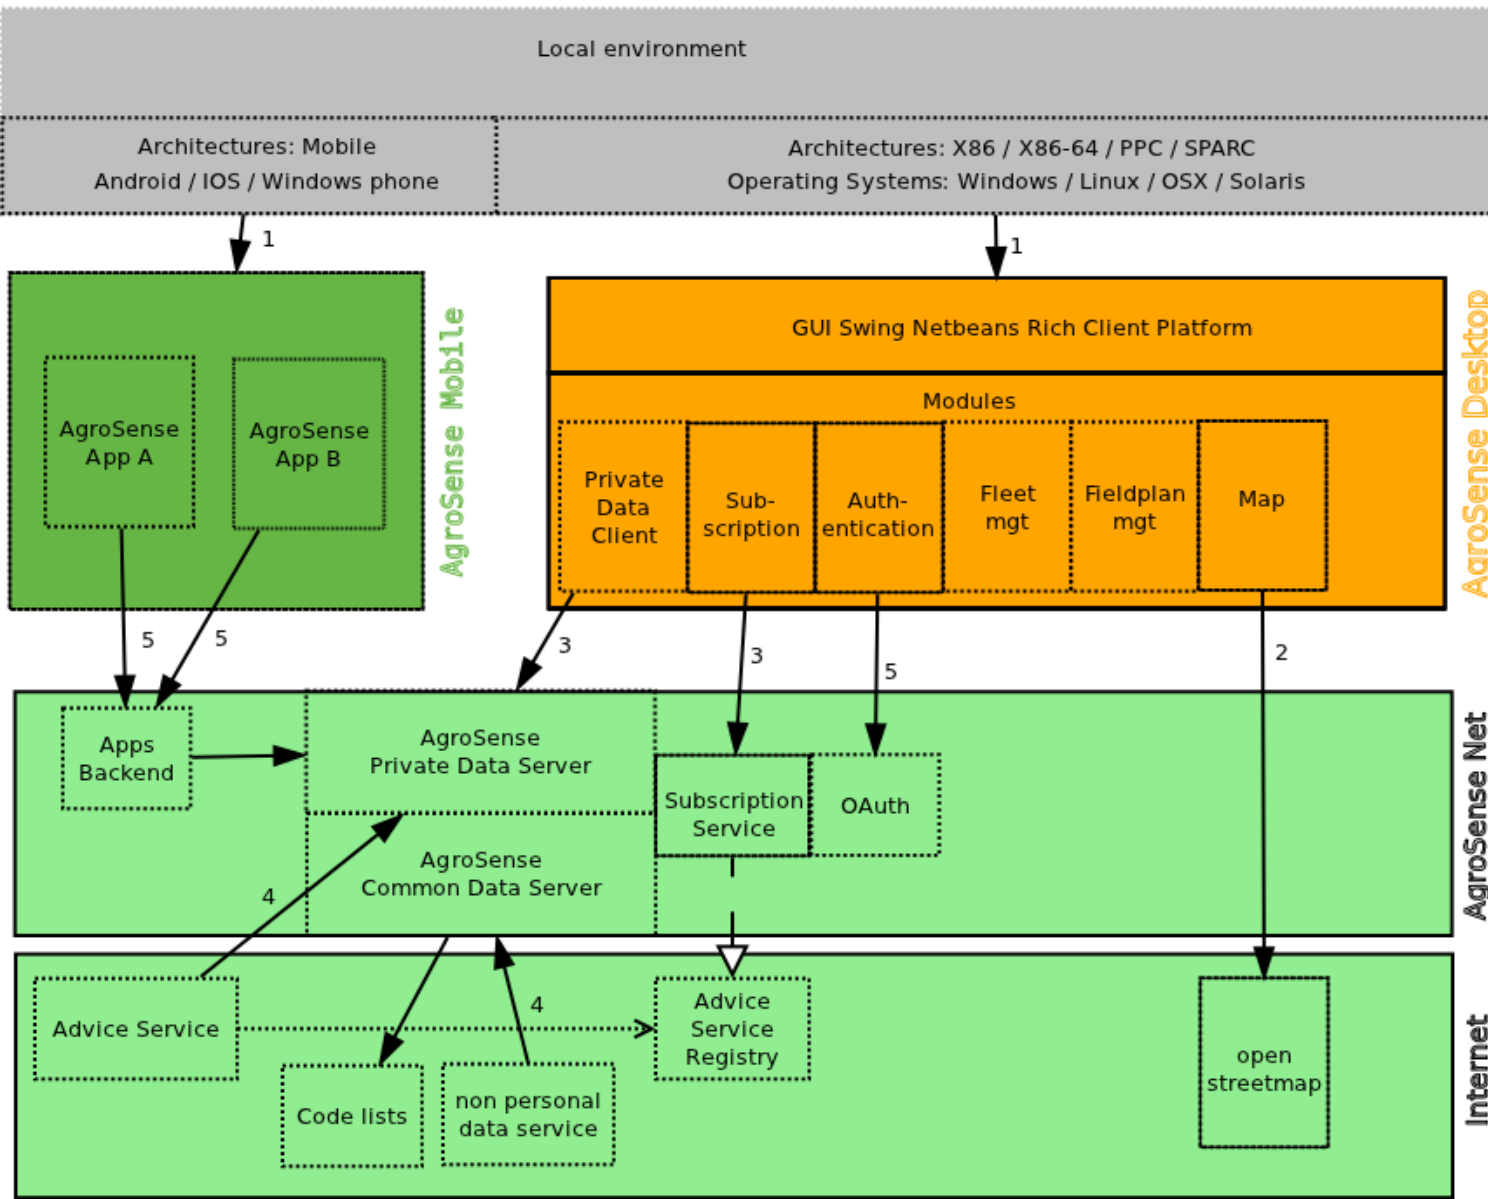 Local environment
Architectures: Mobile
Android / IOS / Windows phone
Architectures: X86 / X86-64 / PPC / SPARC
Operating Systems: Windows / Linux / OSX / Solaris
1
1
AgroSense
App A
AgroSense
App B
AgroSense Mobile
GUI Swing Netbeans Rich Client Platform
Modules
Private
Data
Client
Sub-
scription
Auth-
entication
Fleet
mgt
Fieldplan
mgt
Map
AgroSense Desktop
5
5
3
3
5
2
Apps
Backend
AgroSense
Private Data Server
AgroSense
Common Data Server
Subscription
Service
OAuth
AgroSense Net
4
4
Advice Service
Code lists
non personal
data service
Advice
Service
Registry
open
streetmap
Internet